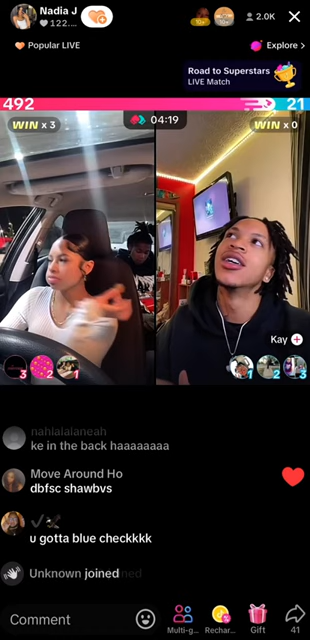 Nadia J
122....
10+
2.0K
Popular LIVE
Explore >
Road to Superstars
LIVE Match
492
21
WIN x 3
04:19
WIN x 0
Kay
3
2
1
1
2
3
nahlalalaneah
ke in the back haaaaaaaa
Move Around Ho
dbfsc shawbvs
u gotta blue checkkkk
Unknown joined
Comment
Multi-g...
Rechar...
Gift
41